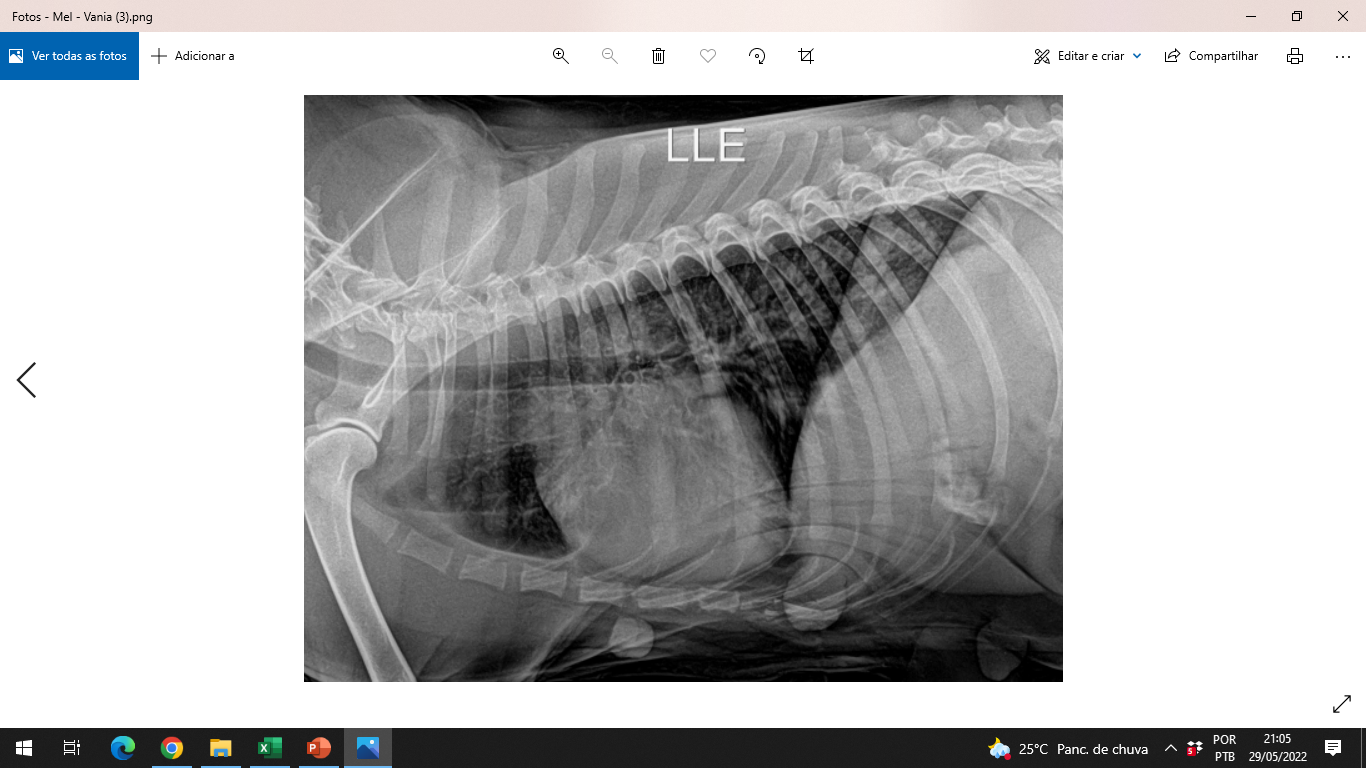 Fotos - Mel - Vania (3).png
Ver todas as fotos
Adicionar a
Editar e criar
Compartilhar
LLE
25°C Panc. de chuva
POR
PTB
21:05
29/05/2022